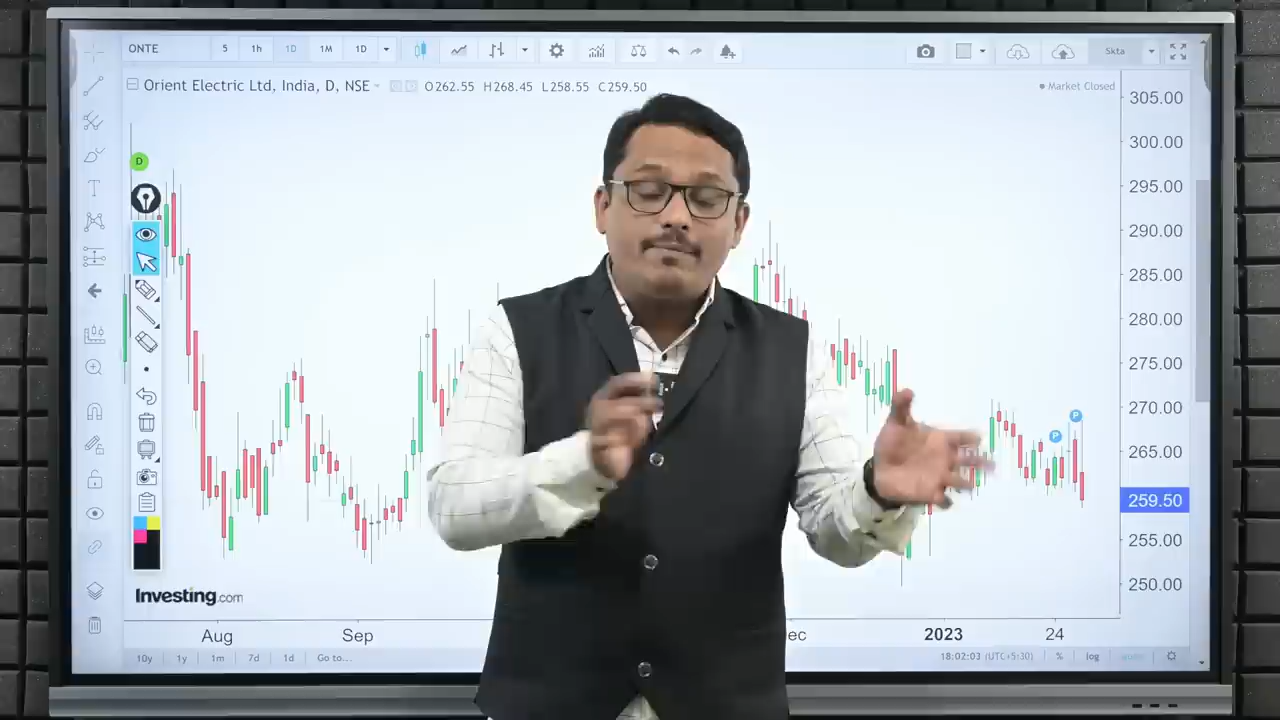 ONTE 5 1h 1D 1M 1D 5kta
Orient Electric Ltd, India, D, NSE O262.55 H268.45 L258.55 C259.50
Market Closed
305.00
300.00
295.00
290.00
285.00
280.00
275.00
270.00
265.00
259.50
255.00
250.00
D
T
P
P
Investing.com
Aug Sep ec 2023 24
10y 1y 1m 7d 1d Go to... 18:02:03 (UTC+5:30) % log auto